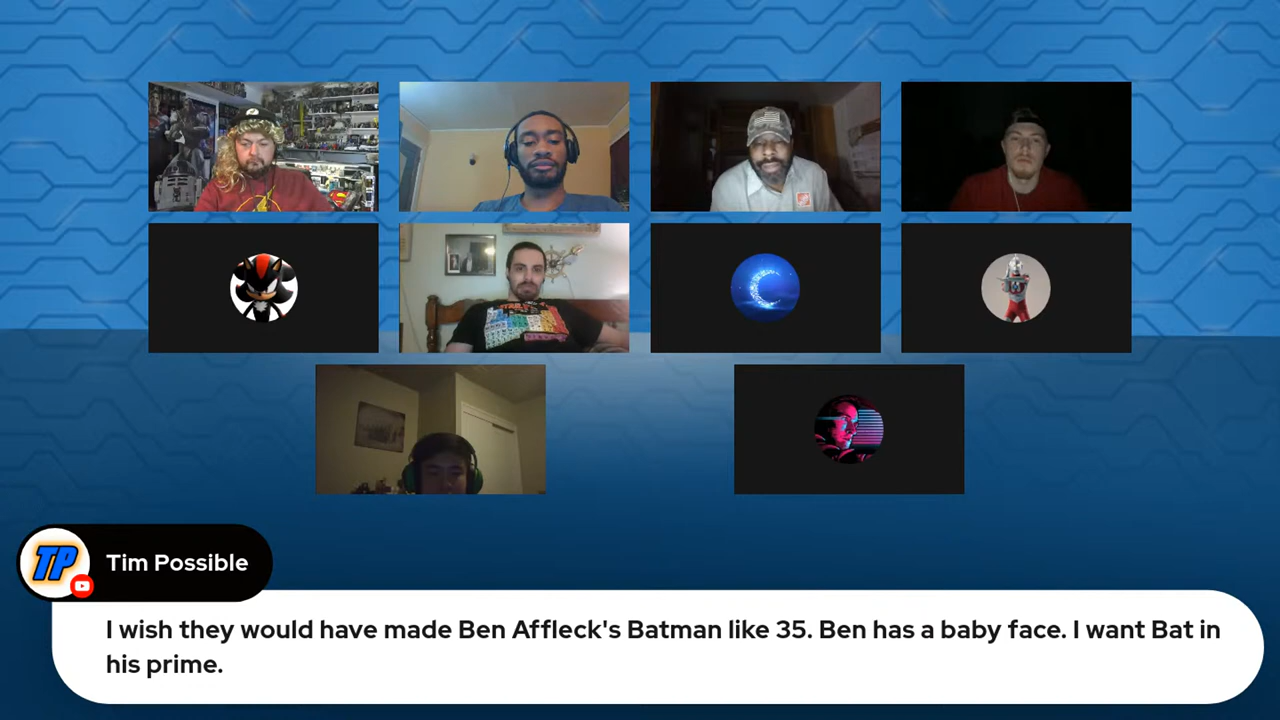 TP
Tim Possible
I wish they would have made Ben Affleck's Batman like 35. Ben has a baby face. I want Bat in
his prime.